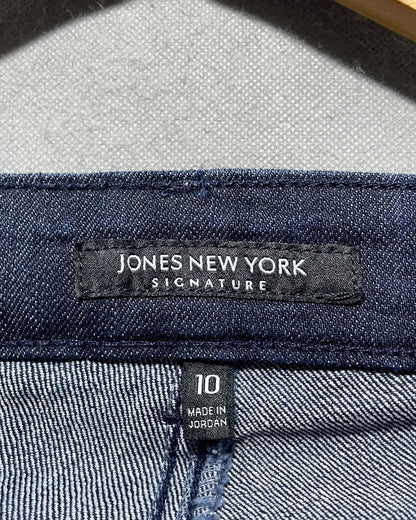 JONES NEW YORK
SIGNATURE
10
MADE IN
JORDAN